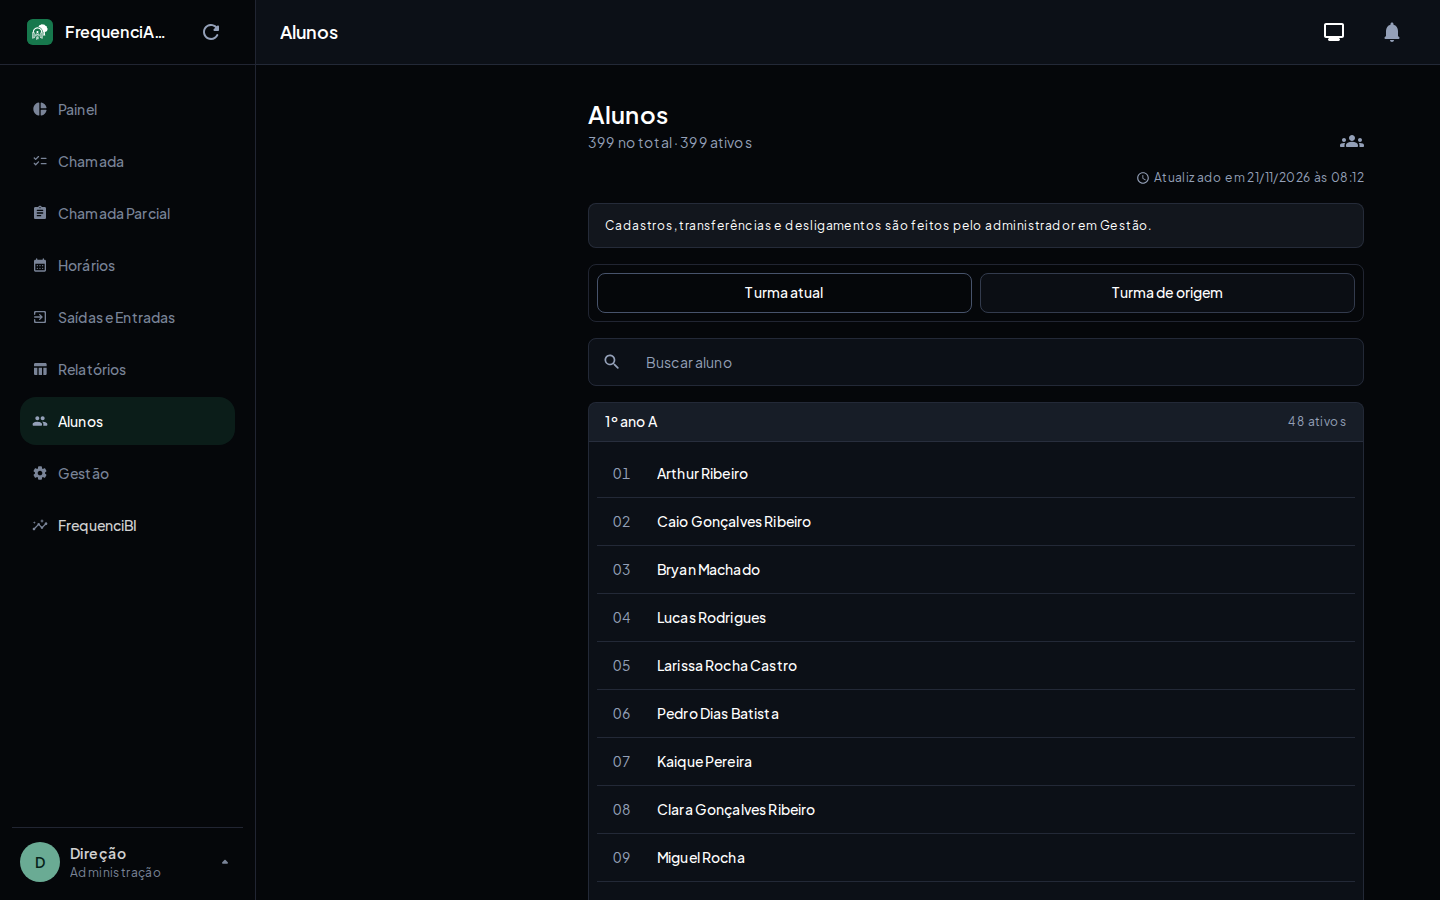 FrequenciA...
Alunos
Painel
Chamada
Chamada Parcial
Horários
Saídas e Entradas
Relatórios
Alunos
Gestão
FrequenciBI
D
Direção
Administração
Alunos
399 no total · 399 ativos
Atualizado em 21/11/2026 às 08:12
Cadastros, transferências e desligamentos são feitos pelo administrador em Gestão.
Turma atual
Turma de origem
Buscar aluno
1º ano A
48 ativos
01 Arthur Ribeiro
02 Caio Gonçalves Ribeiro
03 Bryan Machado
04 Lucas Rodrigues
05 Larissa Rocha Castro
06 Pedro Dias Batista
07 Kaique Pereira
08 Clara Gonçalves Ribeiro
09 Miguel Rocha